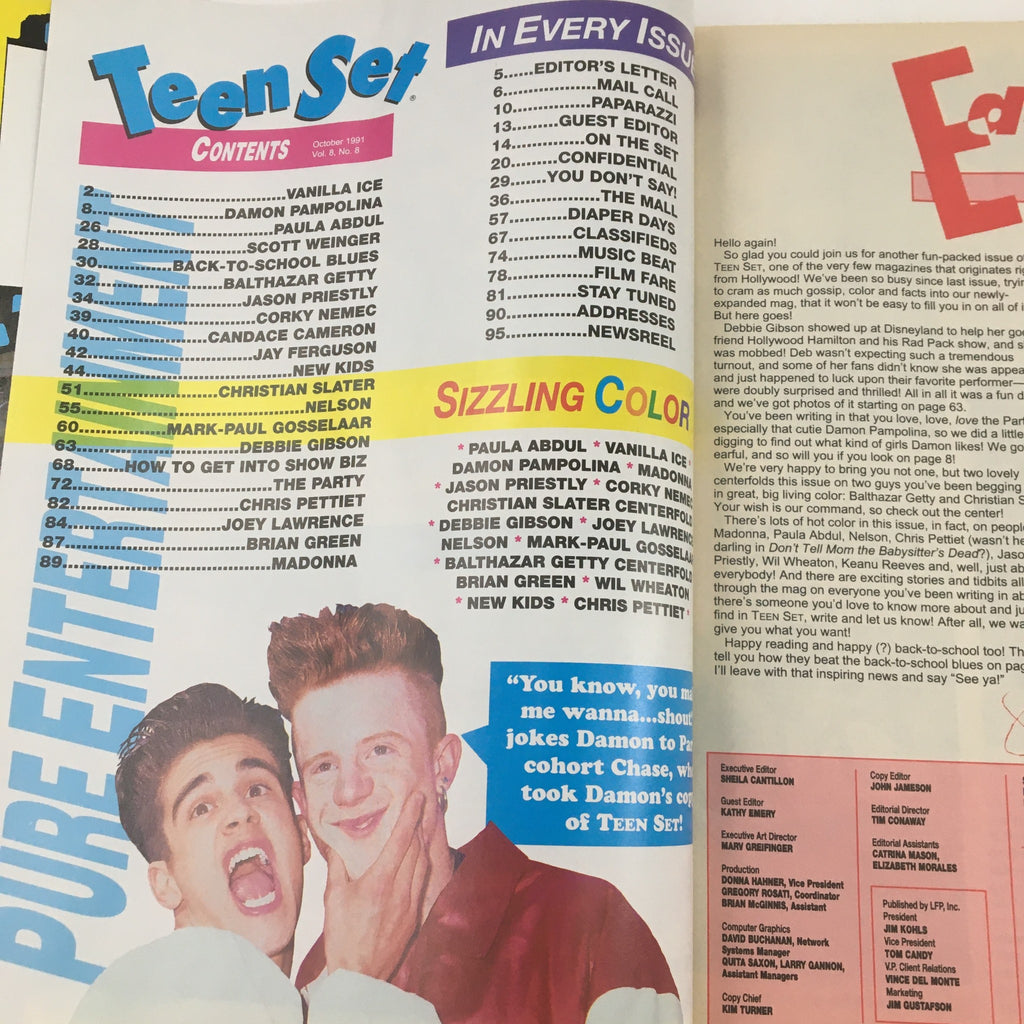 Teen Set
CONTENTS
October 1991
Vol. 8, No. 8
2..............................VANILLA ICE
8....................DAMON PAMPOLINA
26..........................PAULA ABDUL
28......................SCOTT WEINGER
30............BACK-TO-SCHOOL BLUES
32....................BALTHAZAR GETTY
34......................JASON PRIESTLY
39........................CORKY NEMEC
40..................CANDACE CAMERON
42........................JAY FERGUSON
44..............................NEW KIDS
51....................CHRISTIAN SLATER
55................................NELSON
60............MARK-PAUL GOSSELAAR
63........................DEBBIE GIBSON
68.......HOW TO GET INTO SHOW BIZ
72..............................THE PARTY
82........................CHRIS PETTIET
84......................JOEY LAWRENCE
87..........................BRIAN GREEN
89..............................MADONNA
PURE ENTERTAINMENT
IN EVERY ISSU
5......EDITOR'S LETTER
6..............MAIL CALL
10............PAPARAZZI
13.......GUEST EDITOR
14..............ON THE SET
20..........CONFIDENTIAL
29.......YOU DON'T SAY!
36................THE MALL
57..........DIAPER DAYS
67..........CLASSIFIEDS
74............MUSIC BEAT
78..............FILM FARE
81............STAY TUNED
90............ADDRESSES
95..............NEWSREEL
SIZZLING COLOR
* PAULA ABDUL * VANILLA ICE *
DAMON PAMPOLINA * MADONNA
* JASON PRIESTLY * CORKY NEMEC
CHRISTIAN SLATER CENTERFOLD
* DEBBIE GIBSON * JOEY LAWRENC
NELSON * MARK-PAUL GOSSELAA
* BALTHAZAR GETTY CENTERFOLD
BRIAN GREEN * WIL WHEATON
* NEW KIDS * CHRIS PETTIET *
"You know, you ma
me wanna...shout
jokes Damon to Par
cohort Chase, wh
took Damon's cop
of TEEN SET!
Ea
Hello again!
So glad you could join us for another fun-packed issue of
TEEN SET, one of the very few magazines that originates ri
from Hollywood! We've been so busy since last issue, tryin
to cram as much gossip, color and facts into our newly-
expanded mag, that it won't be easy to fill you in on all of i
But here goes!
Debbie Gibson showed up at Disneyland to help her goo
friend Hollywood Hamilton and his Rad Pack show, and s
was mobbed! Deb wasn't expecting such a tremendous
turnout, and some of her fans didn't know she was appea
and just happened to luck upon their favorite performer—
were doubly surprised and thrilled! All in all it was a fun d
and we've got photos of it starting on page 63.
You've been writing in that you love, love, love the Part
especially that cutie Damon Pampolina, so we did a little
digging to find out what kind of girls Damon likes! We go
earful, and so will you if you look on page 8!
We're very happy to bring you not one, but two lovely
centerfolds this issue on two guys you've been begging
in great, big living color: Balthazar Getty and Christian S
Your wish is our command, so check out the center!
There's lots of hot color in this issue, in fact, on people
Madonna, Paula Abdul, Nelson, Chris Pettiet (wasn't he
darling in Don't Tell Mom the Babysitter's Dead?), Jaso
Priestly, Wil Wheaton, Keanu Reeves and, well, just ab
everybody! And there are exciting stories and tidbits all
through the mag on everyone you've been writing in ab
there's someone you'd love to know more about and ju
find in TEEN SET, write and let us know! After all, we wa
give you what you want!
Happy reading and happy (?) back-to-school too! Th
tell you how they beat the back-to-school blues on pag
I'll leave with that inspiring news and say "See ya!"
Executive Editor
SHEILA CANTILLON
Guest Editor
KATHY EMERY
Executive Art Director
MARV GREIFINGER
Production
DONNA HAHNER, Vice President
GREGORY ROSATI, Coordinator
BRIAN McGINNIS, Assistant
Computer Graphics
DAVID BUCHANAN, Network
Systems Manager
QUITA SAXON, LARRY GANNON,
Assistant Managers
Copy Chief
KIM TURNER
Copy Editor
JOHN JAMESON
Editorial Director
TIM CONAWAY
Editorial Assistants
CATRINA MASON,
ELIZABETH MORALES
Published by LFP, Inc.
President
JIM KOHLS
Vice President
TOM CANDY
V.P. Client Relations
VINCE DEL MONTE
Marketing
JIM GUSTAFSON